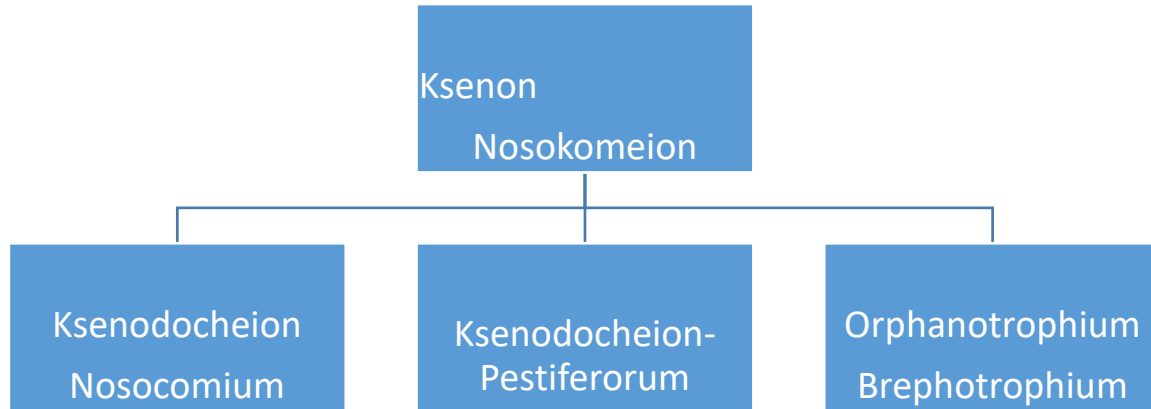 Ksenon
Nosokomeion
Ksenodocheion
Nosocomium
Ksenodocheion-
Pestiferorum
Orphanotrophium
Brephotrophium